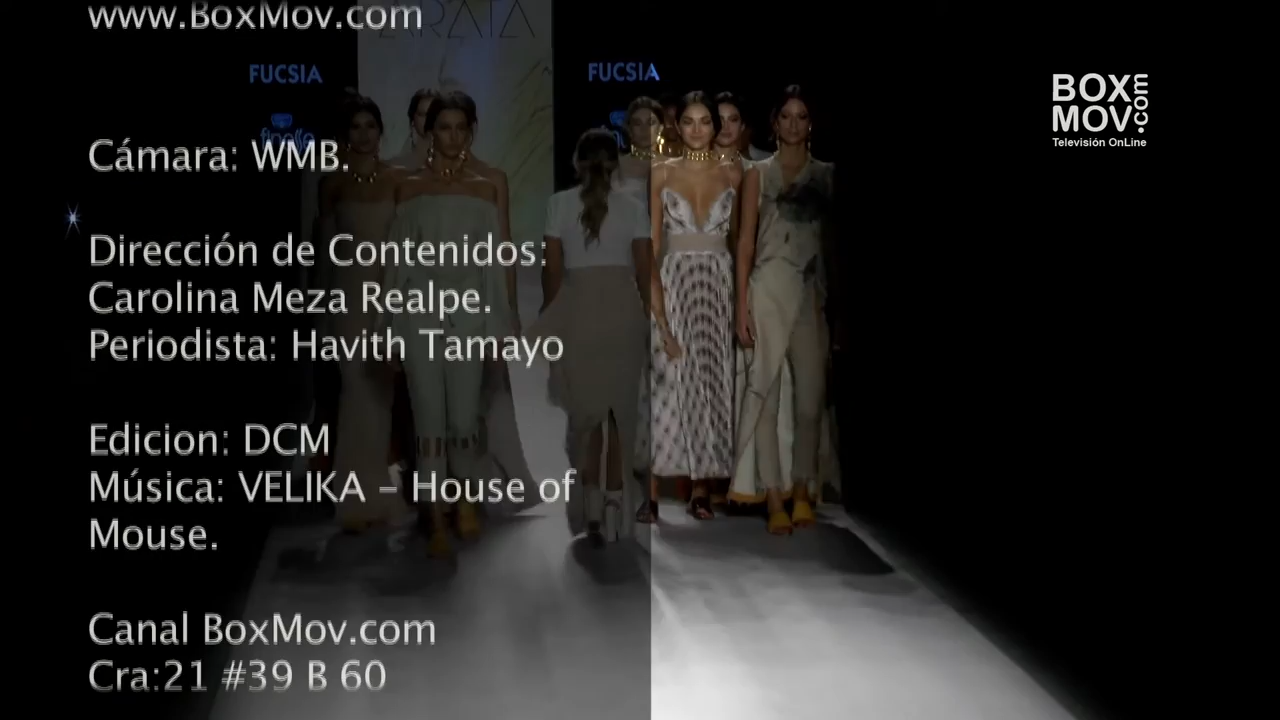 www.BoxMov.com
FUCSIA
FUCSIA
BOX
MOV.com
Televisión OnLine
Cámara: WMB.
Dirección de Contenidos:
Carolina Meza Realpe.
Periodista: Havith Tamayo
Edicion: DCM
Música: VELIKA – House of
Mouse.
Canal BoxMov.com
Cra:21 #39 B 60